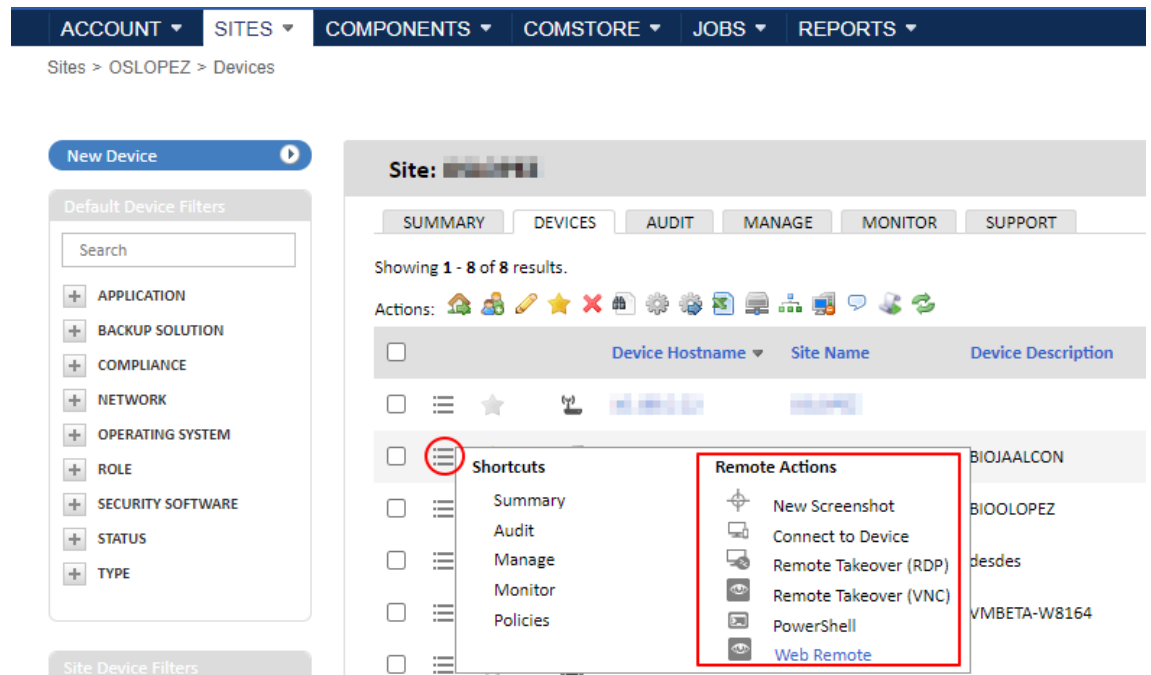 ACCOUNT SITES COMPONENTS COMSTORE JOBS REPORTS
Sites > OSLOPEZ > Devices
New Device
Default Device Filters
Search
APPLICATION
BACKUP SOLUTION
COMPLIANCE
NETWORK
OPERATING SYSTEM
ROLE
SECURITY SOFTWARE
STATUS
TYPE
Site Device Filters
Site:
SUMMARY DEVICES AUDIT MANAGE MONITOR SUPPORT
Showing 1 - 8 of 8 results.
Actions:
Device Hostname Site Name Device Description
BIOJAALCON
BIOOLOPEZ
desdes
VMBETA-W8164
Shortcuts
Summary
Audit
Manage
Monitor
Policies
Remote Actions
New Screenshot
Connect to Device
Remote Takeover (RDP)
Remote Takeover (VNC)
PowerShell
Web Remote